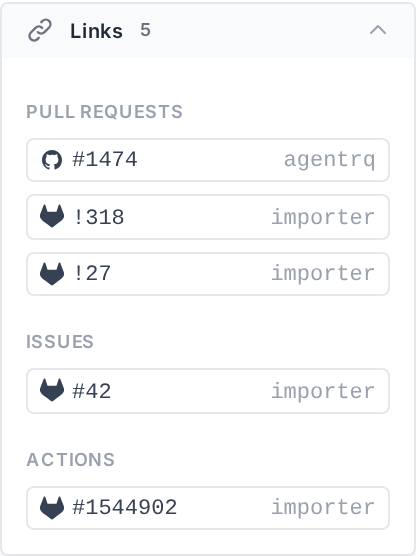 Links 5
PULL REQUESTS
#1474 agentrq
!318 importer
!27 importer
ISSUES
#42 importer
ACTIONS
#1544902 importer